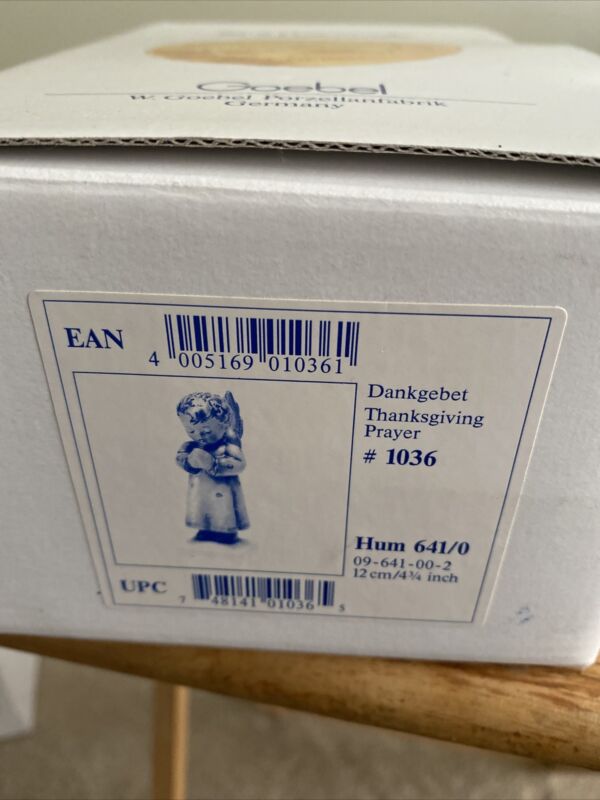 Goebel
W. Goebel Porzellanfabrik
Germany
EAN
4 005169 010361
Dankgebet
Thanksgiving
Prayer
# 1036
Hum 641/0
09-641-00-2
12 cm/4¾ inch
UPC
7 48141 01036 5